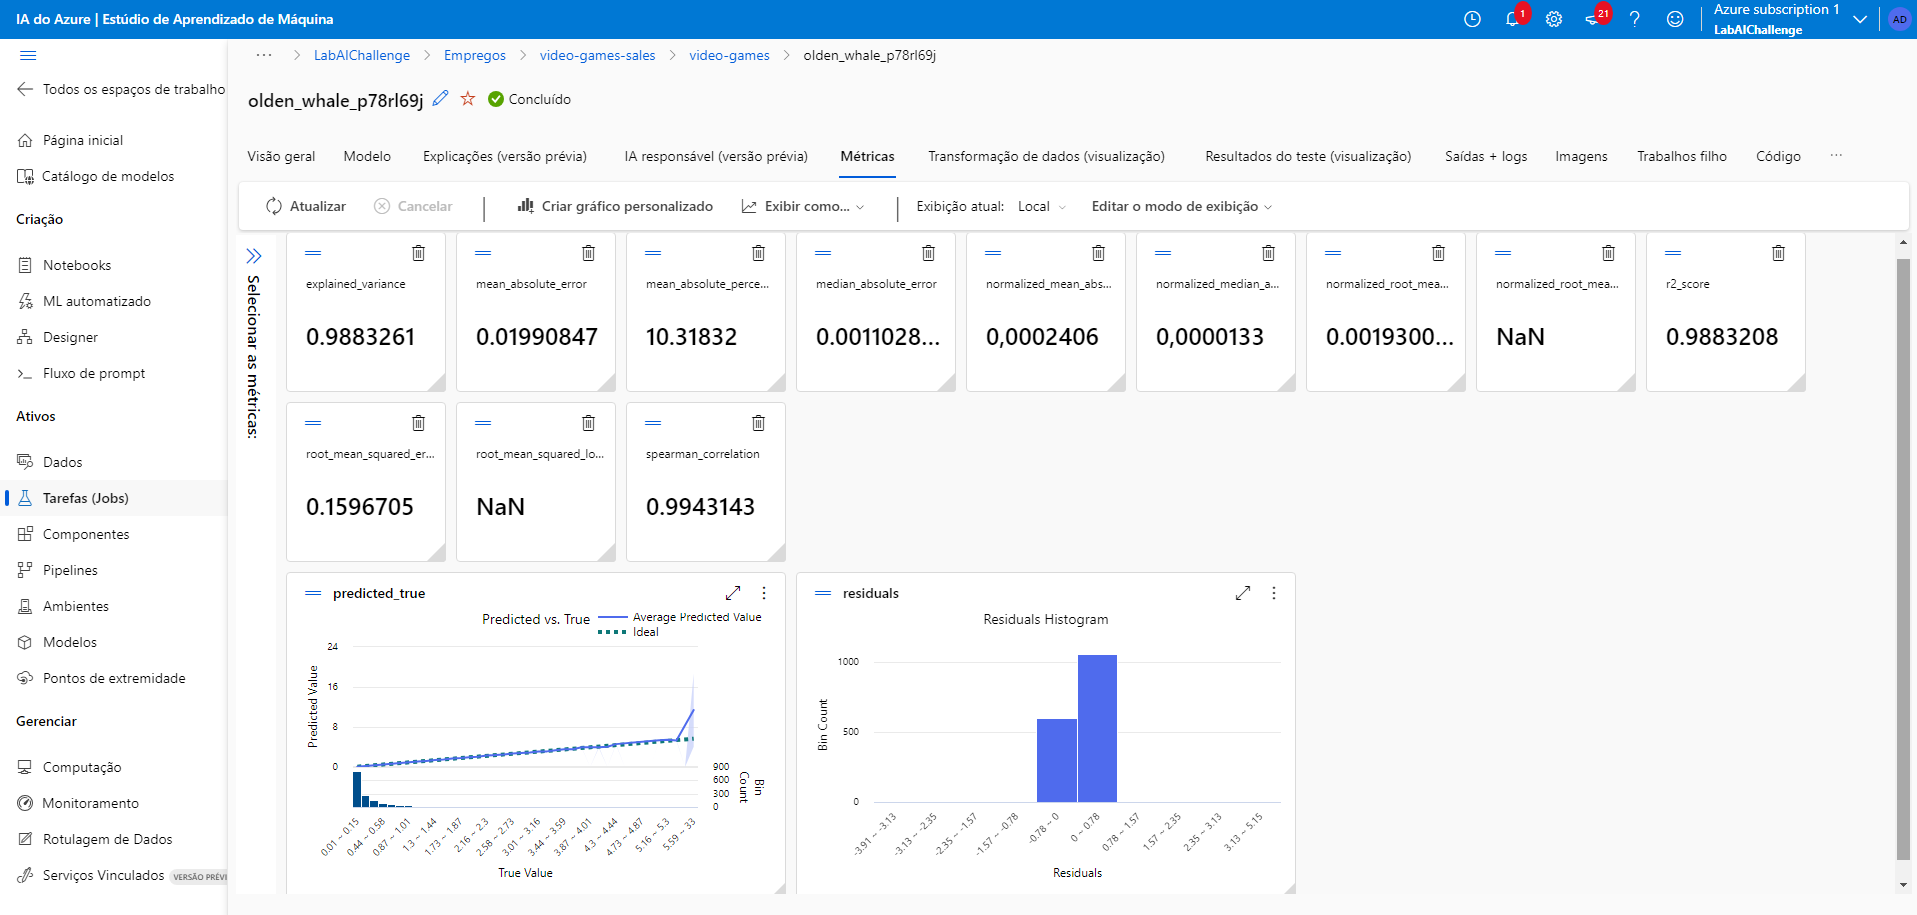 IA do Azure | Estúdio de Aprendizado de Máquina
1
21
Azure subscription 1
LabAIChallenge
AD
Todos os espaços de trabalho
Página inicial
Catálogo de modelos
Criação
Notebooks
ML automatizado
Designer
Fluxo de prompt
Ativos
Dados
Tarefas (Jobs)
Componentes
Pipelines
Ambientes
Modelos
Pontos de extremidade
Gerenciar
Computação
Monitoramento
Rotulagem de Dados
Serviços Vinculados VERSÃO PRÉVI
··· > LabAIChallenge > Empregos > video-games-sales > video-games > olden_whale_p78rl69j
olden_whale_p78rl69j Concluído
Visão geral Modelo Explicações (versão prévia) IA responsável (versão prévia) Métricas Transformação de dados (visualização) Resultados do teste (visualização) Saídas + logs Imagens Trabalhos filho Código ···
Atualizar Cancelar Criar gráfico personalizado Exibir como... Exibição atual: Local Editar o modo de exibição
Selecionar as métricas:
explained_variance
0.9883261
mean_absolute_error
0.01990847
mean_absolute_perce...
10.31832
median_absolute_error
0.0011028...
normalized_mean_abs...
0,0002406
normalized_median_a...
0,0000133
normalized_root_mea...
0.0019300...
normalized_root_mea...
NaN
r2_score
0.9883208
root_mean_squared_er...
0.1596705
root_mean_squared_lo...
NaN
spearman_correlation
0.9943143
predicted_true
Predicted vs. True
Average Predicted Value
Ideal
Predicted Value
24
16
8
0
900
600
300
0
Bin Count
0.01 ~ 0.15
0.44 ~ 0.58
0.87 ~ 1.01
1.3 ~ 1.44
1.73 ~ 1.87
2.16 ~ 2.3
2.58 ~ 2.73
3.01 ~ 3.16
3.44 ~ 3.59
3.87 ~ 4.01
4.3 ~ 4.44
4.73 ~ 4.87
5.16 ~ 5.3
5.59 ~ 33
True Value
residuals
Residuals Histogram
Bin Count
1000
500
0
-3.91 ~ -3.13
-3.13 ~ -2.35
-2.35 ~ -1.57
-1.57 ~ -0.78
-0.78 ~ 0
0 ~ 0.78
0.78 ~ 1.57
1.57 ~ 2.35
2.35 ~ 3.13
3.13 ~ 5.15
Residuals